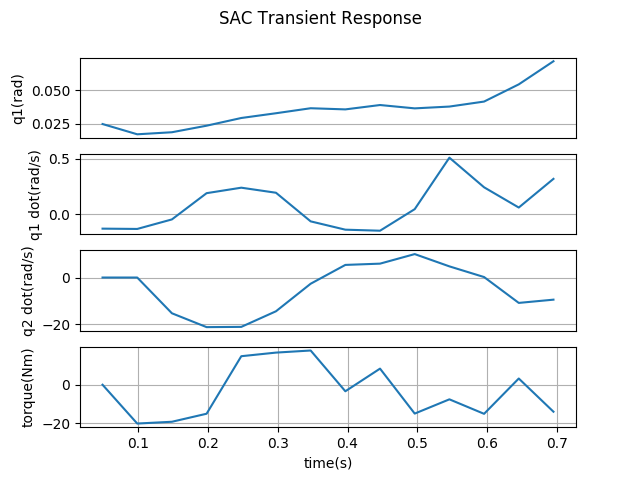 SAC Transient Response
q1(rad)
0.050
0.025
q1 dot(rad/s)
0.5
0.0
q2 dot(rad/s)
0
−20
torque(Nm)
0
−20
0.1 0.2 0.3 0.4 0.5 0.6 0.7
time(s)